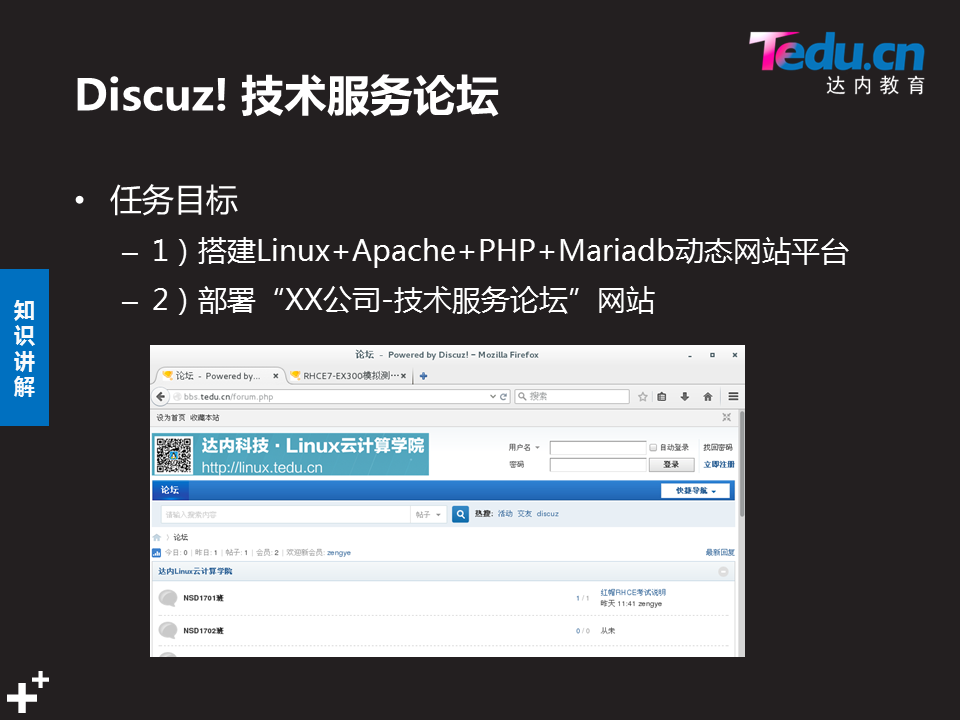 Tedu.cn
达内教育
Discuz! 技术服务论坛
• 任务目标
– 1）搭建Linux+Apache+PHP+Mariadb动态网站平台
– 2）部署“XX公司-技术服务论坛”网站
知识讲解
论坛 - Powered by Discuz! – Mozilla Firefox
论坛 - Powered by... × RHCE7-EX300模拟测…×
bbs.tedu.cn/forum.php 搜索
设为首页 收藏本站
达内科技·Linux云计算学院
http://linux.tedu.cn
用户名 自动登录 找回密码
密码 登录 立即注册
论坛 快捷导航
请输入搜索内容 帖子 热搜: 活动 交友 discuz
论坛
今日: 0 | 昨日: 1 | 帖子: 1 | 会员: 2 | 欢迎新会员: zengye 最新回复
达内Linux云计算学院
NSD1701班 1 / 1 红帽RHCE考试说明
昨天 11:41 zengye
NSD1702班 0 / 0 从未